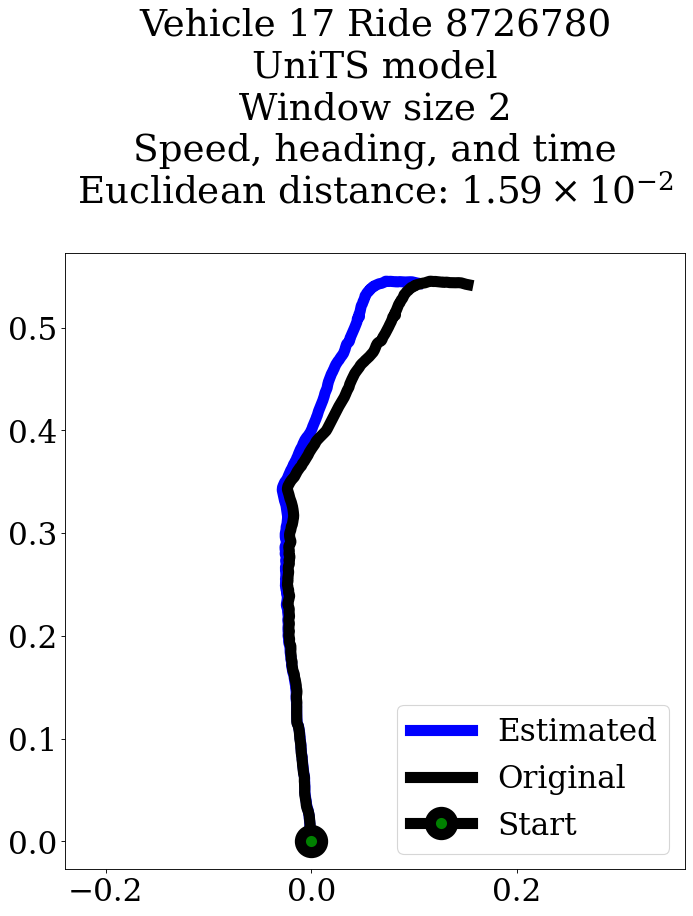 Vehicle 17 Ride 8726780
UniTS model
Window size 2
Speed, heading, and time
Euclidean distance: 1.59 × 10⁻²
0.5
0.4
0.3
0.2
0.1
0.0
Estimated
Original
Start
−0.2 0.0 0.2